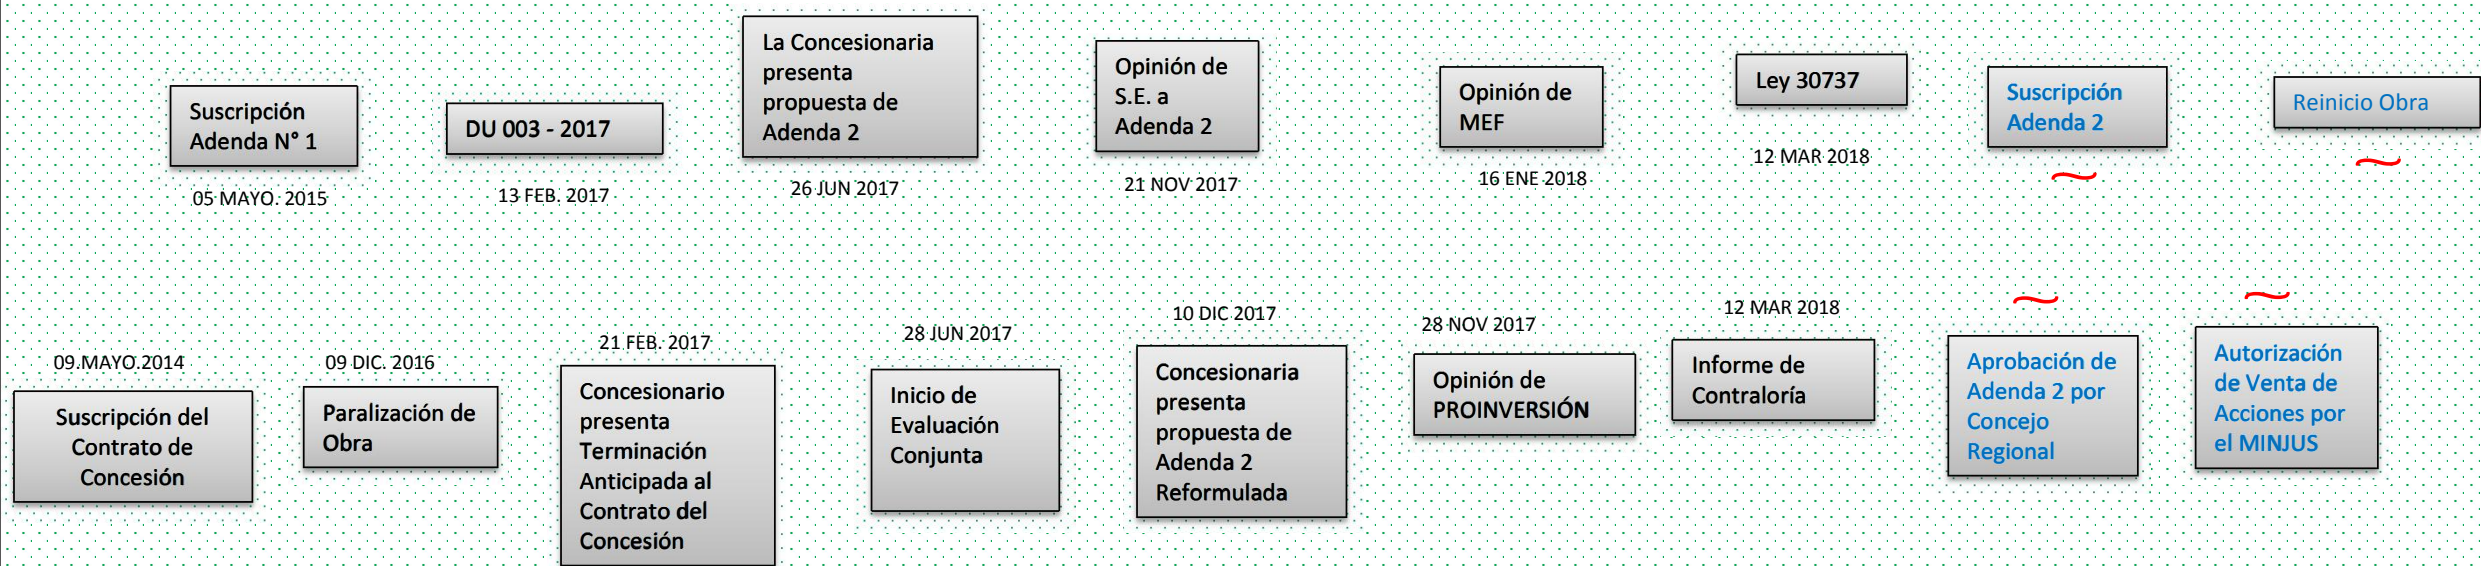 Suscripción
Adenda N° 1
05 MAYO. 2015
DU 003 - 2017
13 FEB. 2017
La Concesionaria
presenta
propuesta de
Adenda 2
26 JUN 2017
Opinión de
S.E. a
Adenda 2
21 NOV 2017
Opinión de
MEF
16 ENE 2018
Ley 30737
12 MAR 2018
Suscripción
Adenda 2
Reinicio Obra
09.MAYO.2014
Suscripción del
Contrato de
Concesión
09 DIC. 2016
Paralización de
Obra
21 FEB. 2017
Concesionario
presenta
Terminación
Anticipada al
Contrato del
Concesión
28 JUN 2017
Inicio de
Evaluación
Conjunta
10 DIC 2017
Concesionaria
presenta
propuesta de
Adenda 2
Reformulada
28 NOV 2017
Opinión de
PROINVERSIÓN
12 MAR 2018
Informe de
Contraloría
Aprobación de
Adenda 2 por
Concejo
Regional
Autorización
de Venta de
Acciones por
el MINJUS